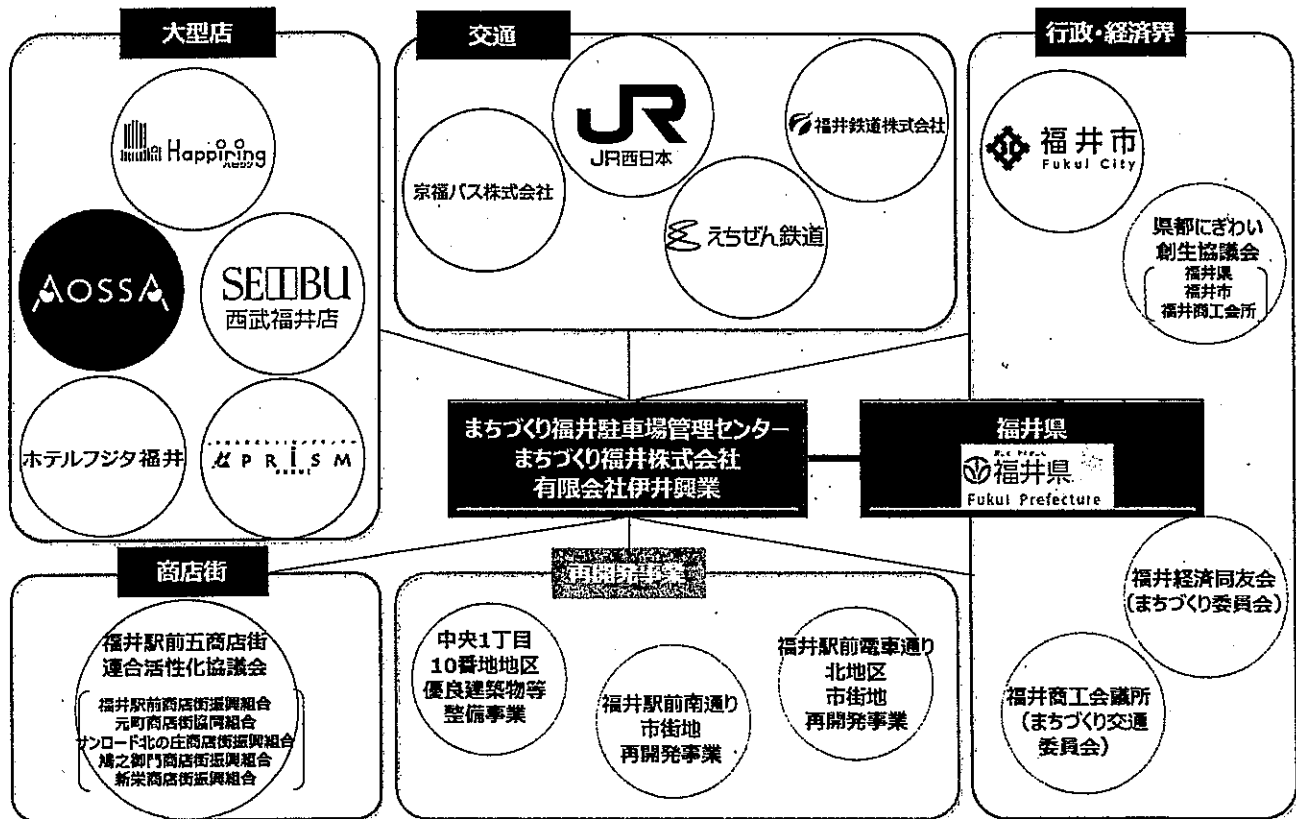 大型店
Happiring
ハピリン
AOSSA
SEIBU
西武福井店
ホテルフジタ福井
PRISM
FUKUI
交通
JR
JR西日本
京福バス株式会社
福井鉄道株式会社
えちぜん鉄道
行政・経済界
福井市
Fukui City
県都にぎわい
創生協議会
福井県
福井市
福井商工会所
まちづくり福井駐車場管理センター
まちづくり福井株式会社
有限会社伊井興業
福井県
福井県
Fukui Prefecture
福井経済同友会
(まちづくり委員会)
福井商工会議所
(まちづくり交通
委員会)
商店街
福井駅前五商店街
連合活性化協議会
福井駅前商店街振興組合
元町商店街協同組合
サンロード北の庄商店街振興組合
鳩之御門商店街振興組合
新栄商店街振興組合
再開発事業
中央1丁目
10番地地区
優良建築物等
整備事業
福井駅前南通り
市街地
再開発事業
福井駅前電車通り
北地区
市街地
再開発事業